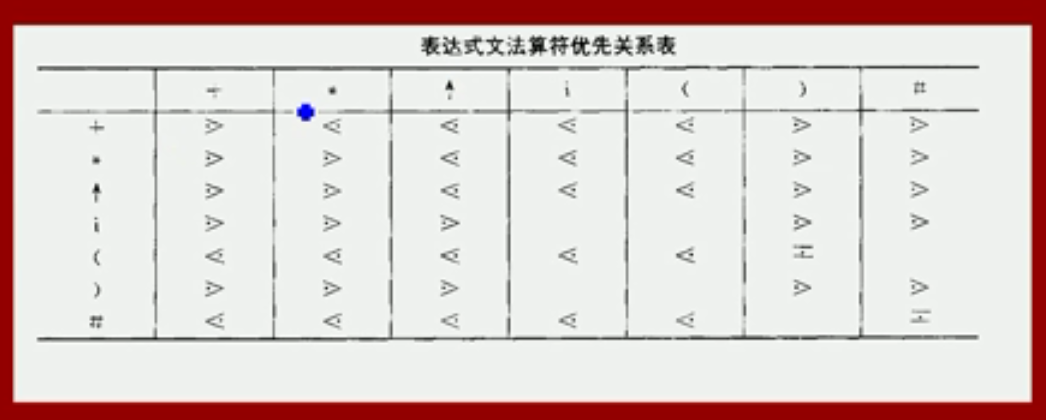 表达式文法算符优先关系表
+ * ↑ i ( ) #
+ ⋗ ⋖ ⋖ ⋖ ⋖ ⋗ ⋗
* ⋗ ⋗ ⋖ ⋖ ⋖ ⋗ ⋗
↑ ⋗ ⋗ ⋖ ⋖ ⋖ ⋗ ⋗
i ⋗ ⋗ ⋗ ⋗ ⋗
( ⋖ ⋖ ⋖ ⋖ ⋖ ≐
) ⋗ ⋗ ⋗ ⋗ ⋗
# ⋖ ⋖ ⋖ ⋖ ⋖ ≐